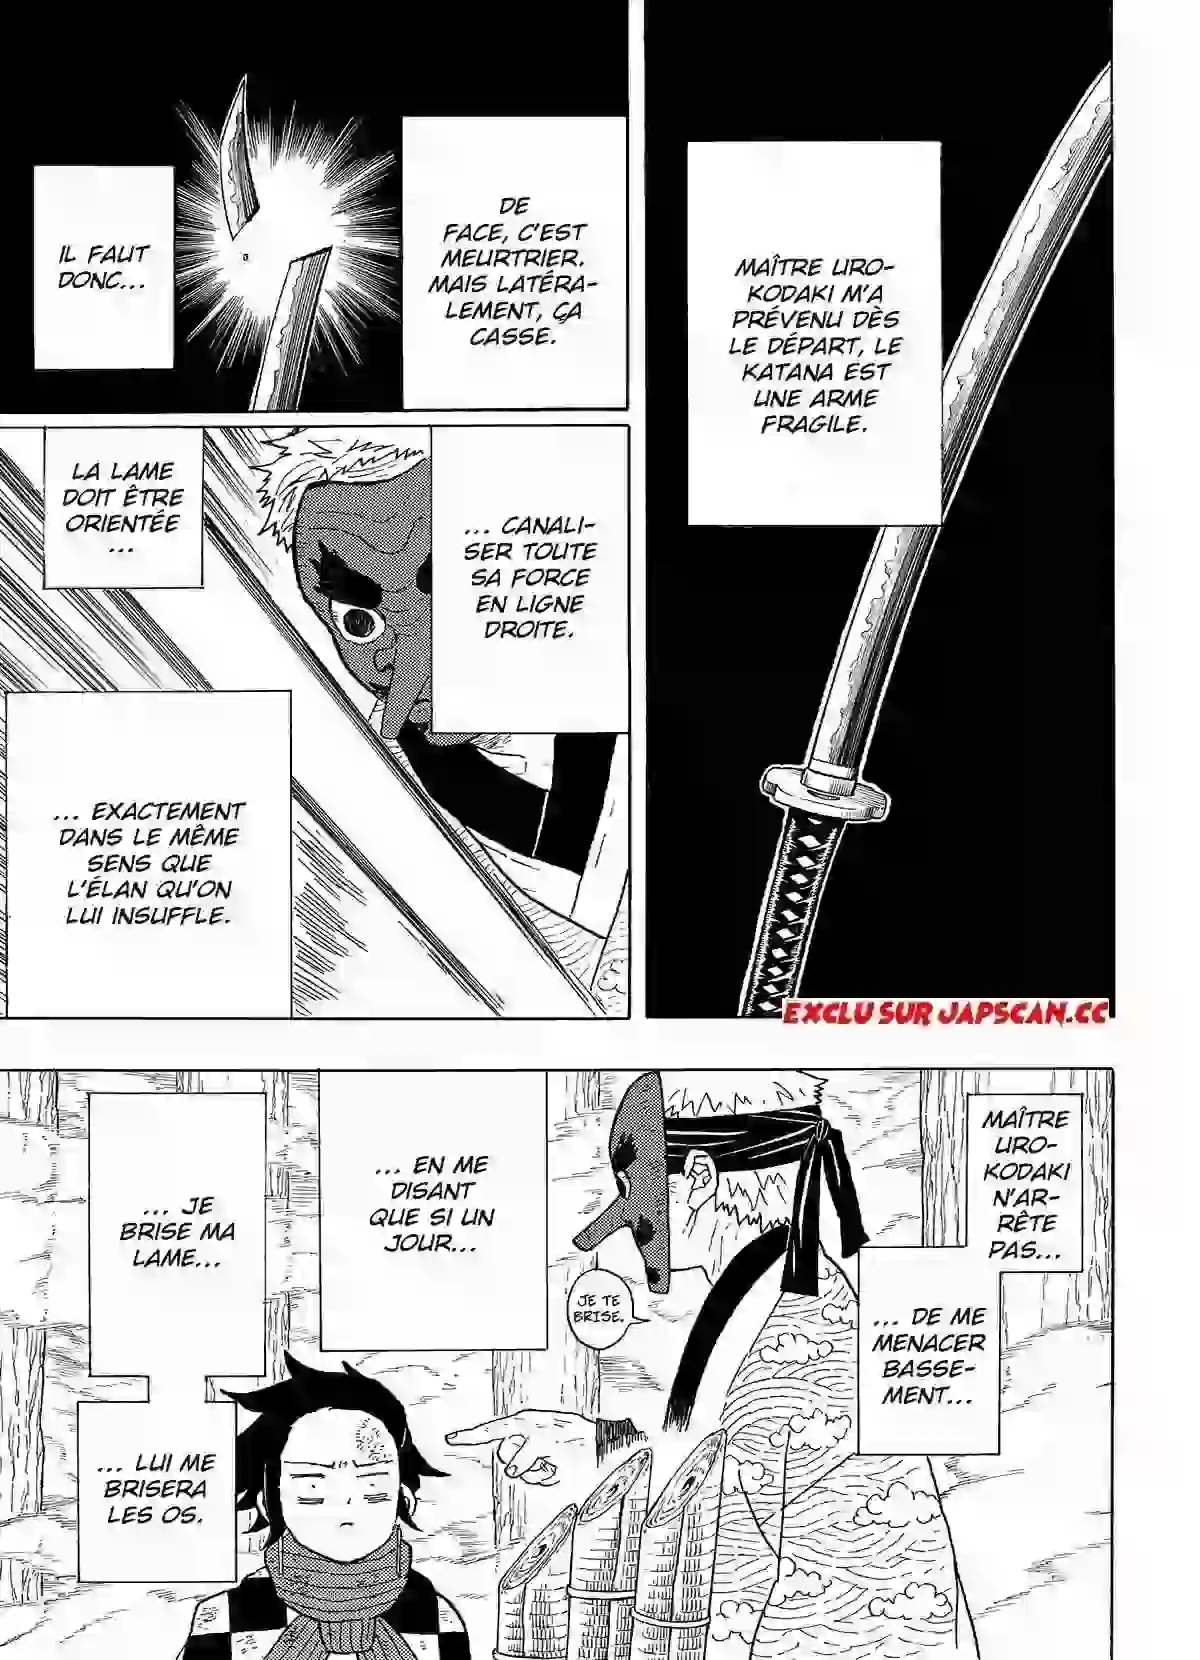 MAÎTRE URO-
KODAKI M'A
PRÉVENU DÈS
LE DÉPART, LE
KATANA EST
UNE ARME
FRAGILE.
DE
FACE, C'EST
MEURTRIER.
MAIS LATÉRA-
LEMENT, ÇA
CASSE.
IL FAUT
DONC...
... CANALI-
SER TOUTE
SA FORCE
EN LIGNE
DROITE.
LA LAME
DOIT ÊTRE
ORIENTÉE
...
... EXACTEMENT
DANS LE MÊME
SENS QUE
L'ÉLAN QU'ON
LUI INSUFFLE.
EXCLU SUR JAPSCAN.CC
MAÎTRE
URO-
KODAKI
N'AR-
RÊTE
PAS...
... DE ME
MENACER
BASSE-
MENT...
JE TE
BRISE.
... EN ME
DISANT
QUE SI UN
JOUR...
... JE
BRISE MA
LAME...
... LUI ME
BRISERA
LES OS.